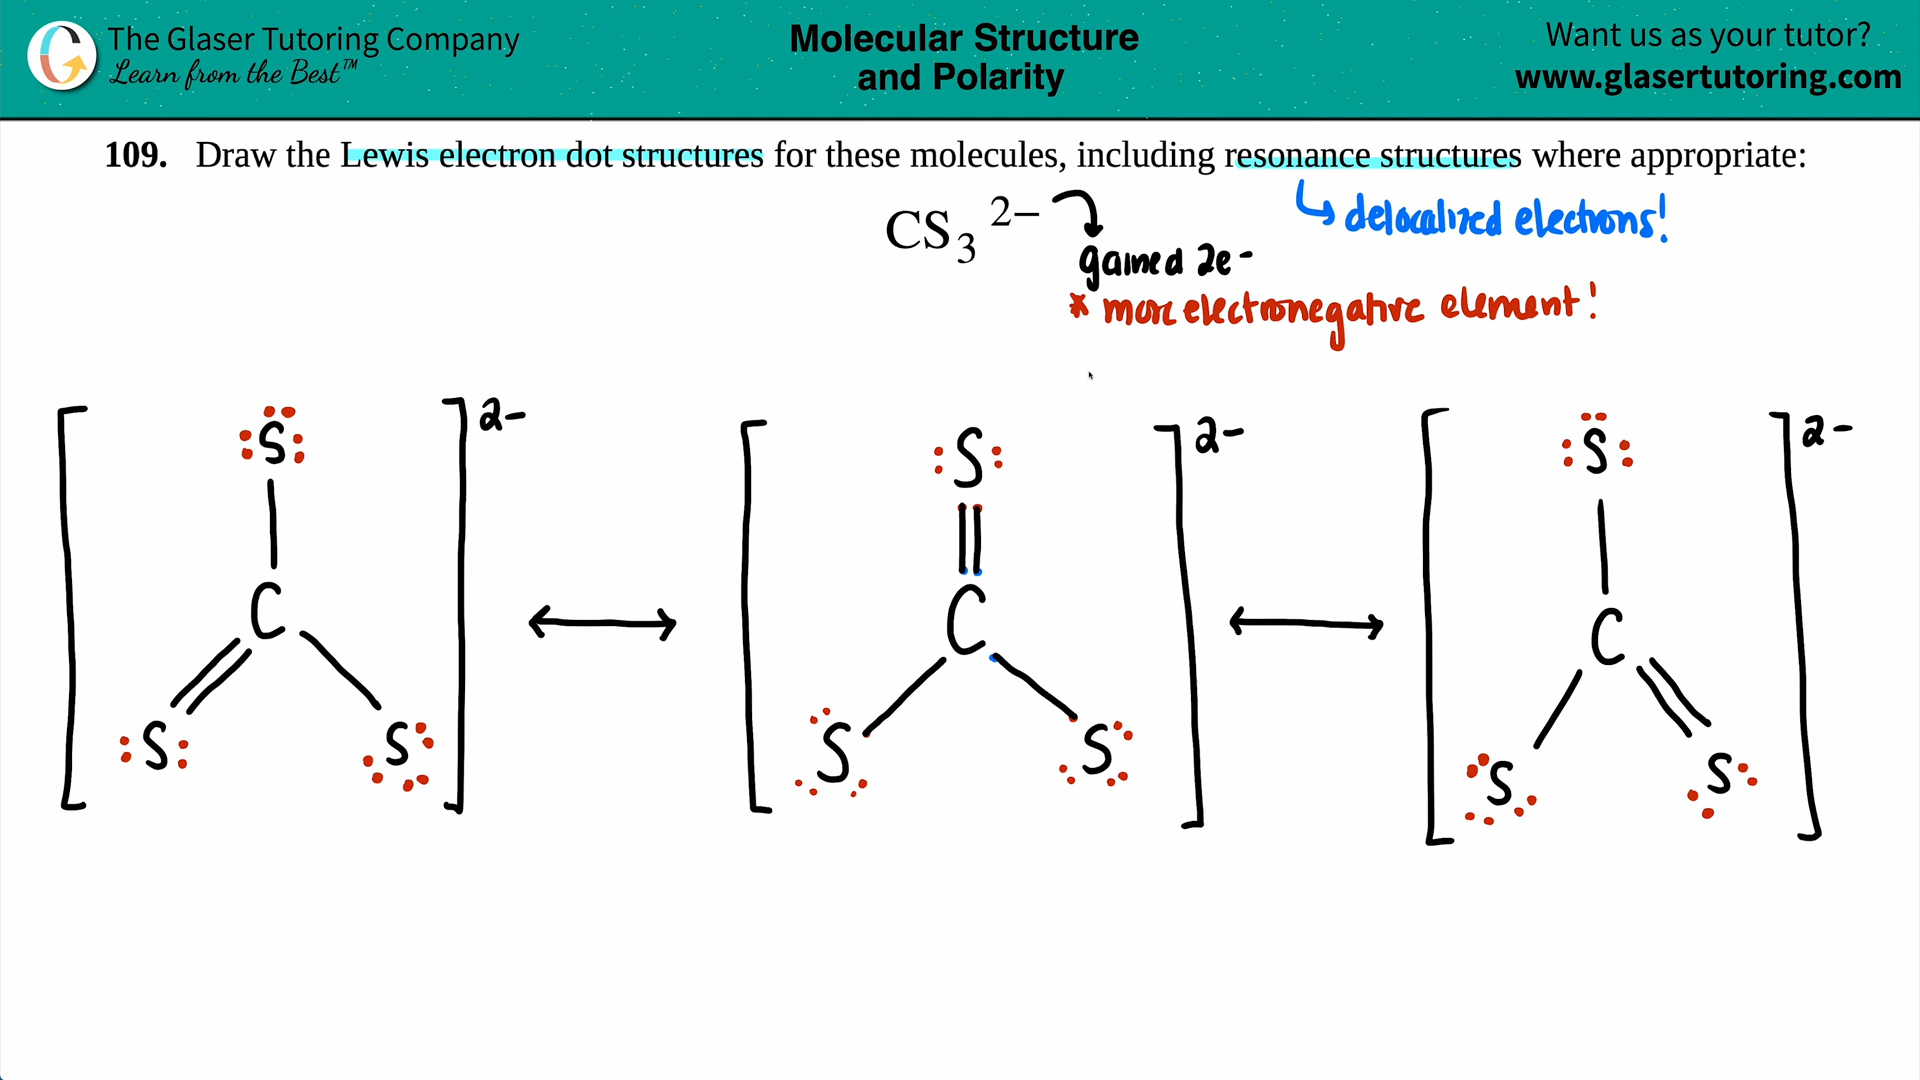 The Glaser Tutoring Company
Learn from the Best™
Molecular Structure
and Polarity
Want us as your tutor?
www.glasertutoring.com
109. Draw the Lewis electron dot structures for these molecules, including resonance structures where appropriate:
CS₃²⁻
delocalized electrons!
gained 2e-
* more electronegative element!
2-
2-
2-
:S:
:S:
:S:
C
C
C
:S:
S
S
S
S
S